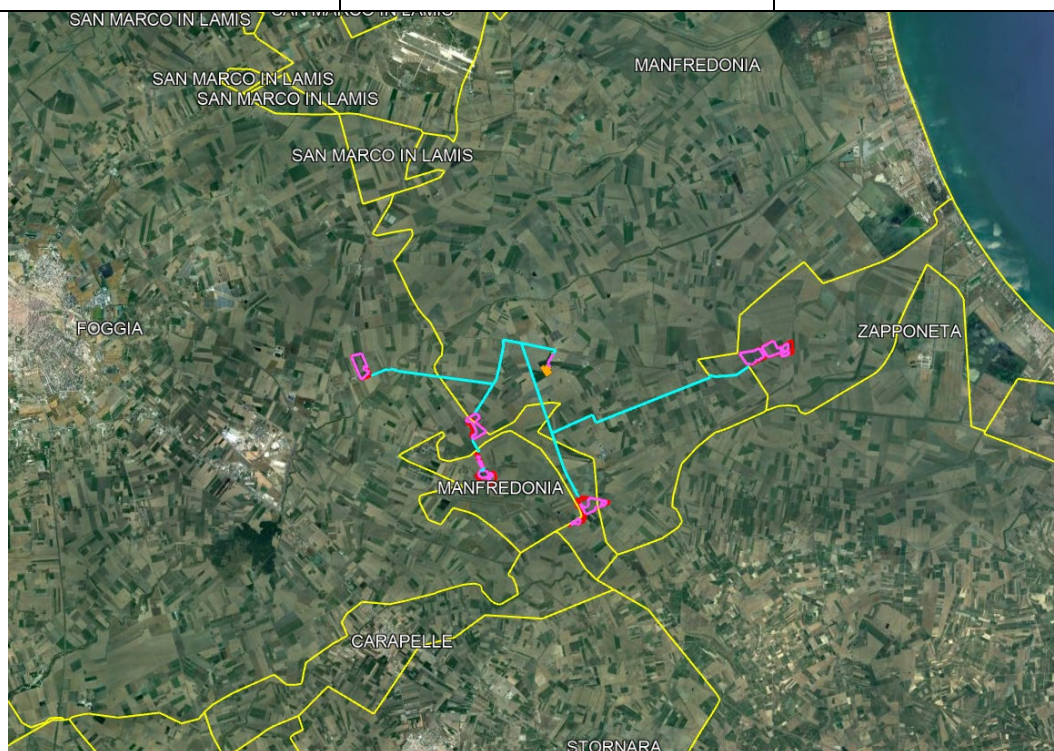 SAN MARCO IN LAMIS
SAN MARCO IN LAMIS
MANFREDONIA
SAN MARCO IN LAMIS
SAN MARCO IN LAMIS
SAN MARCO IN LAMIS
FOGGIA
ZAPPONETA
MANFREDONIA
CARAPELLE
STORNARA